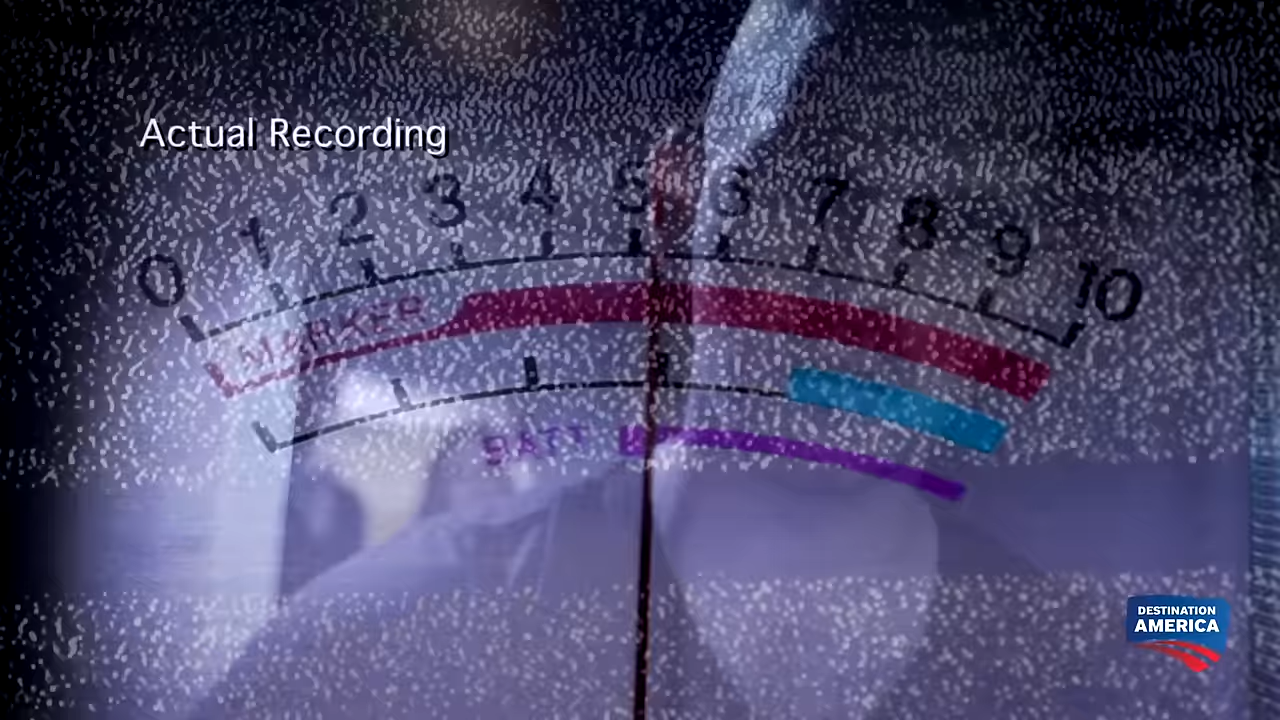 Actual Recording
0 1 2 3 4 5 6 7 8 9 10
MARKER
BATT
DESTINATION
AMERICA